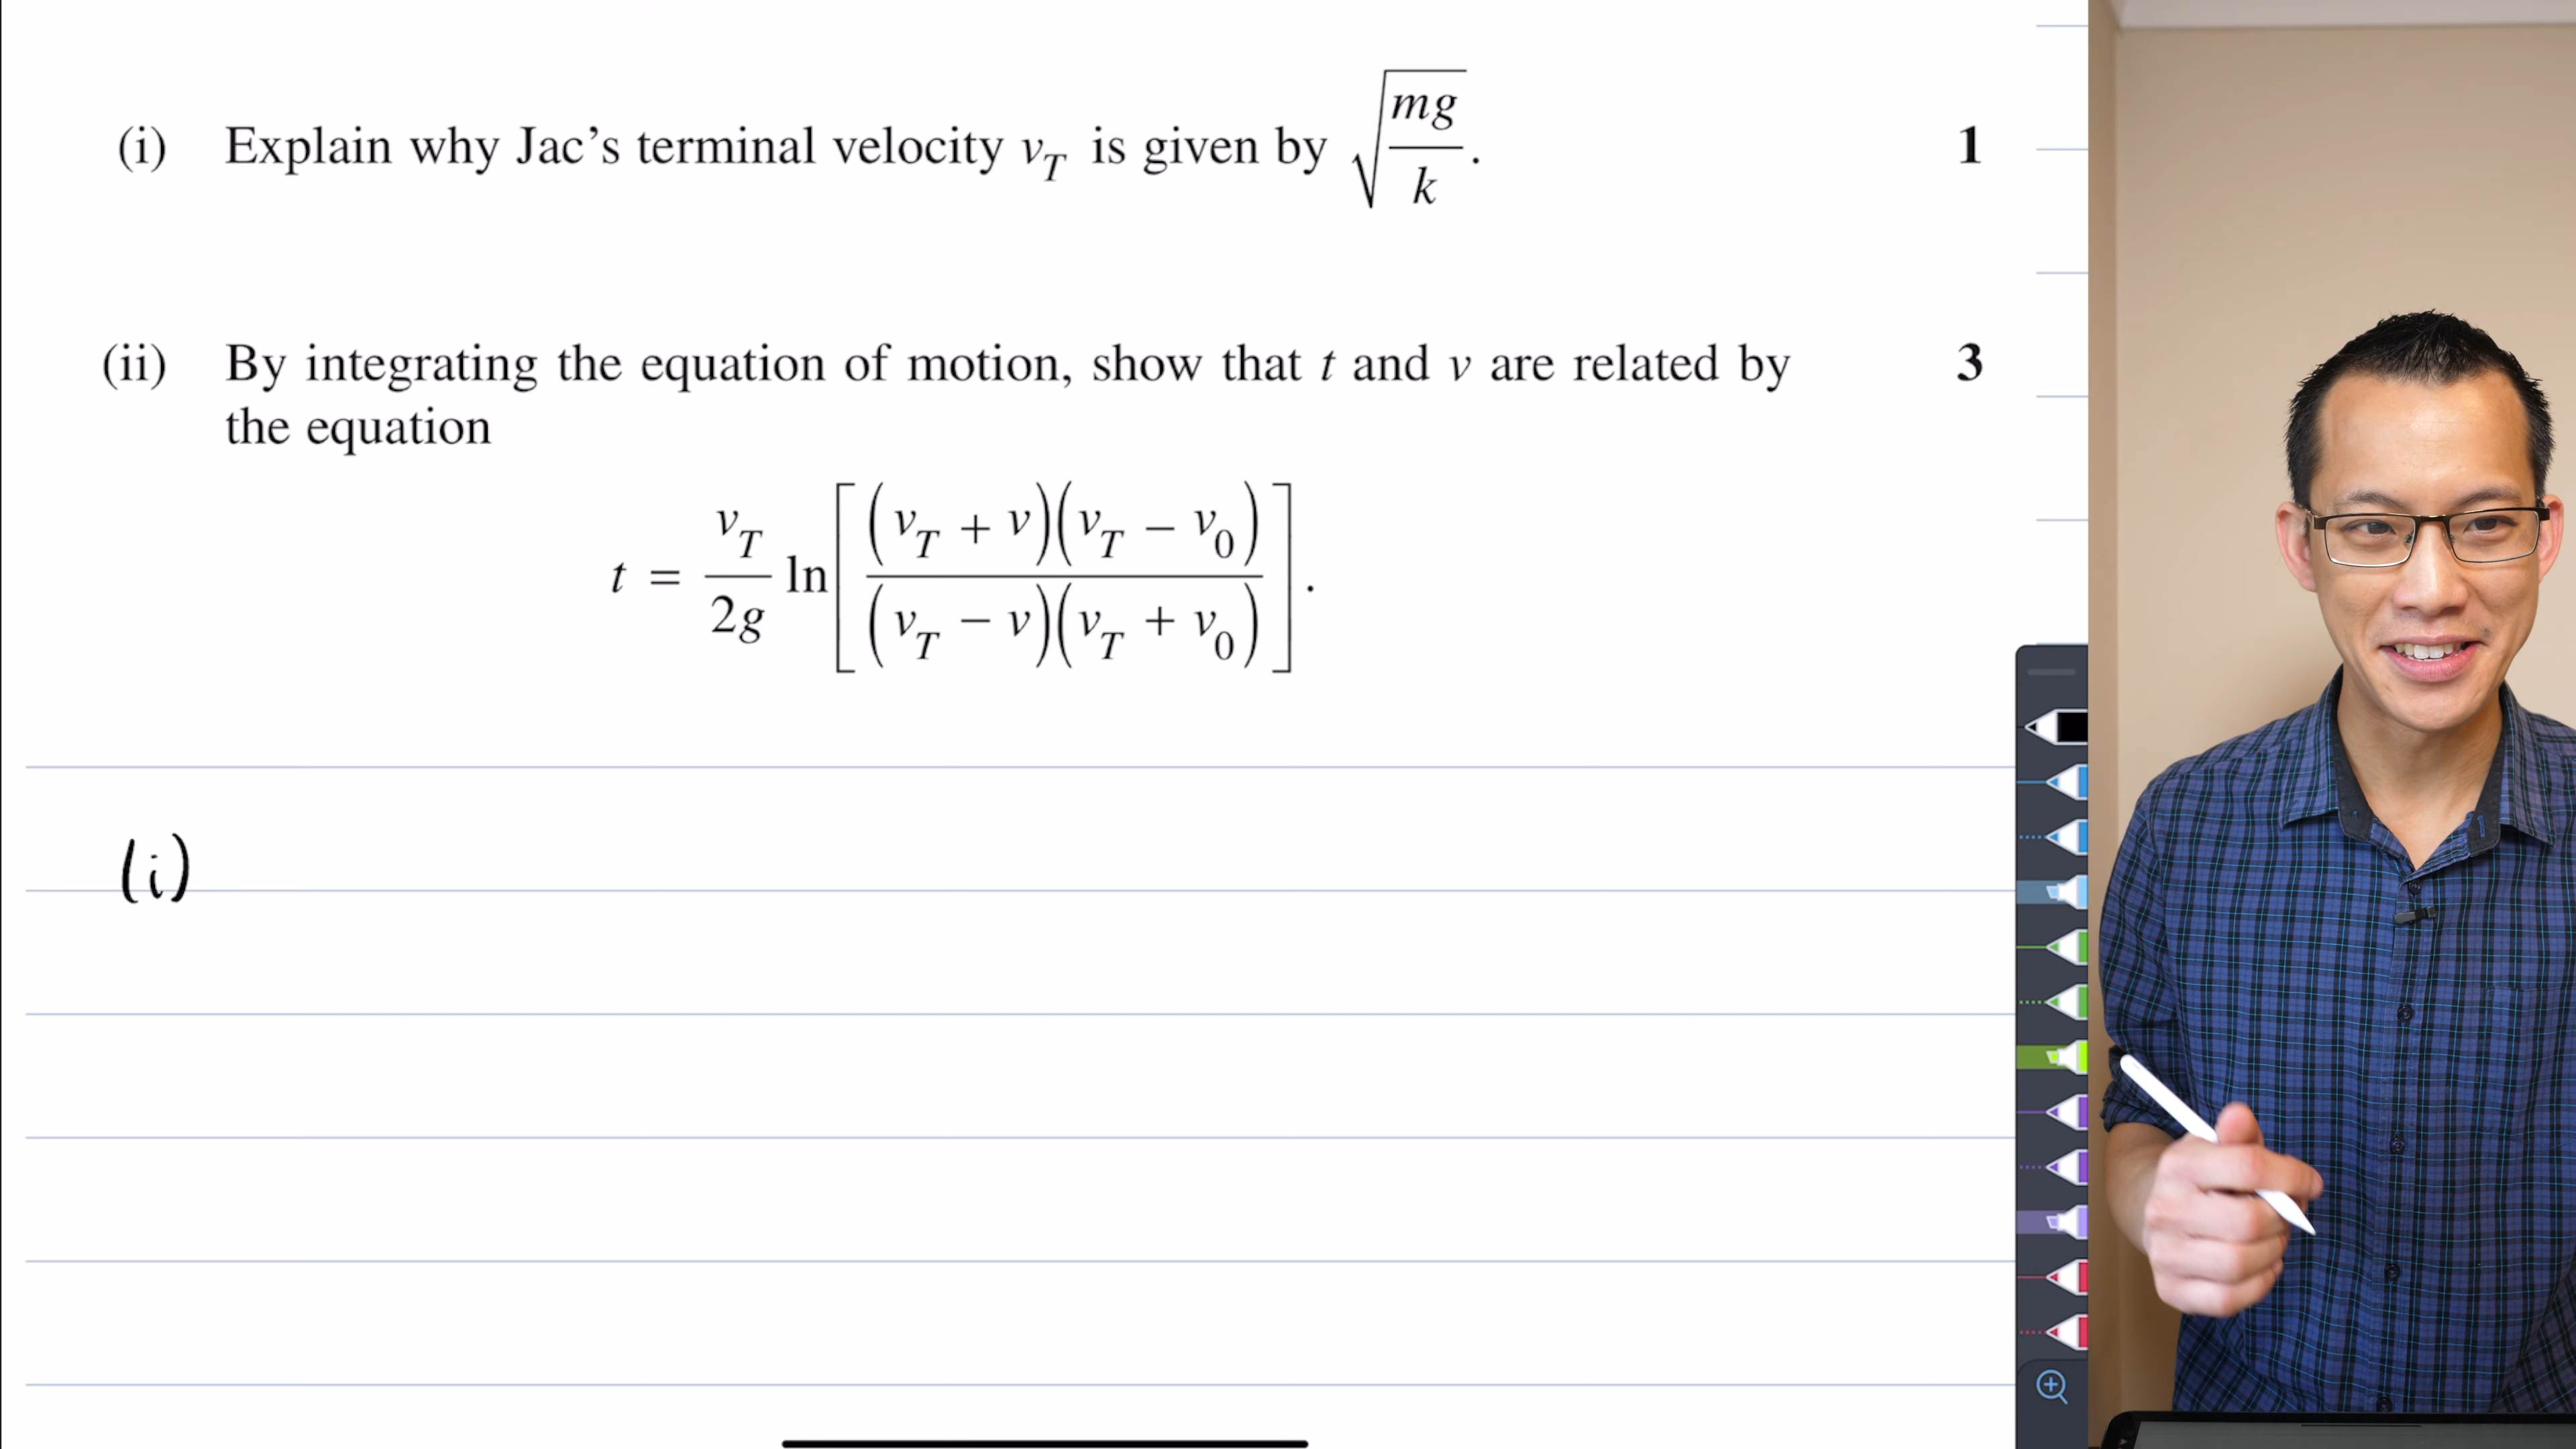 (i) Explain why Jac's terminal velocity v_T is given by √(mg/k). 1
(ii) By integrating the equation of motion, show that t and v are related by 3
the equation
t = v_T/2g ln[(v_T + v)(v_T − v_0)/(v_T − v)(v_T + v_0)].
(i)